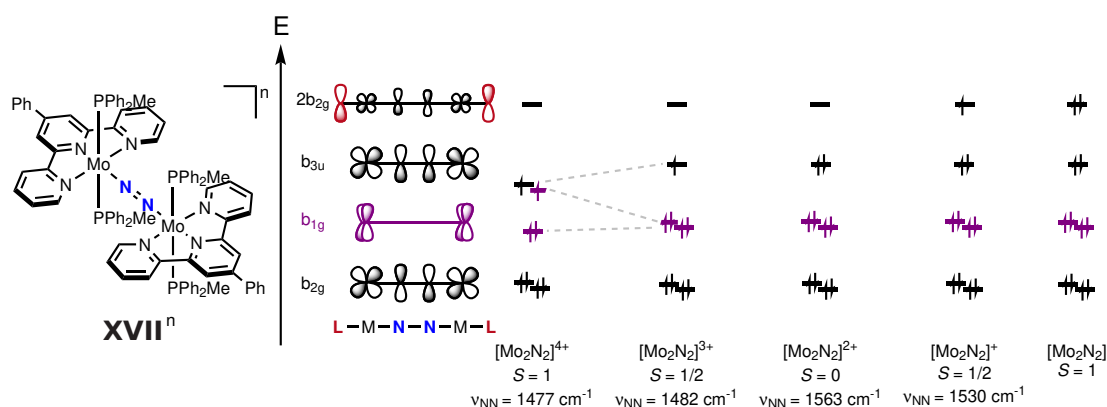 E
n
PPh₂Me
Ph
N
N
N
Mo
N
N
PPh₂Me
PPh₂Me
Mo
N
N
N
PPh₂Me
Ph
XVIIⁿ
2b₂g
b₃u
b₁g
b₂g
L–M–N–N–M–L
[Mo₂N₂]⁴⁺
S = 1
νNN = 1477 cm⁻¹
[Mo₂N₂]³⁺
S = 1/2
νNN = 1482 cm⁻¹
[Mo₂N₂]²⁺
S = 0
νNN = 1563 cm⁻¹
[Mo₂N₂]⁺
S = 1/2
νNN = 1530 cm⁻¹
[Mo₂N₂]
S = 1